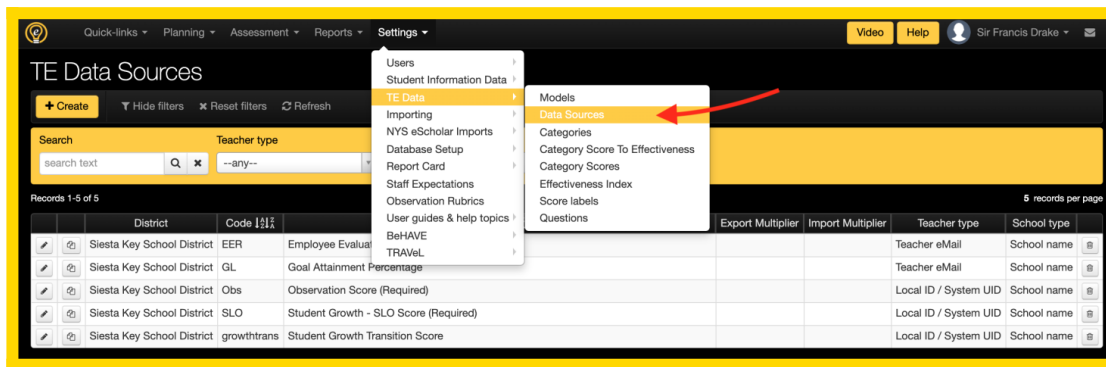 Quick-links Planning Assessment Reports Settings Video Help Sir Francis Drake
TE Data Sources
Create Hide filters Reset filters Refresh
Search Teacher type
search text --any--
Users
Student Information Data
TE Data
Importing
NYS eScholar Imports
Database Setup
Report Card
Staff Expectations
Observation Rubrics
User guides & help topics
BeHAVE
TRAVeL
Models
Data Sources
Categories
Category Score To Effectiveness
Category Scores
Effectiveness Index
Score labels
Questions
Records 1-5 of 5 5 records per page
District Code Export Multiplier Import Multiplier Teacher type School type
Siesta Key School District EER Employee Teacher eMail School name
Siesta Key School District GL Goal Attainment Percentage Teacher eMail School name
Siesta Key School District Obs Observation Score (Required) Local ID / System UID School name
Siesta Key School District SLO Student Growth - SLO Score (Required) Local ID / System UID School name
Siesta Key School District growthtrans Student Growth Transition Score Local ID / System UID School name